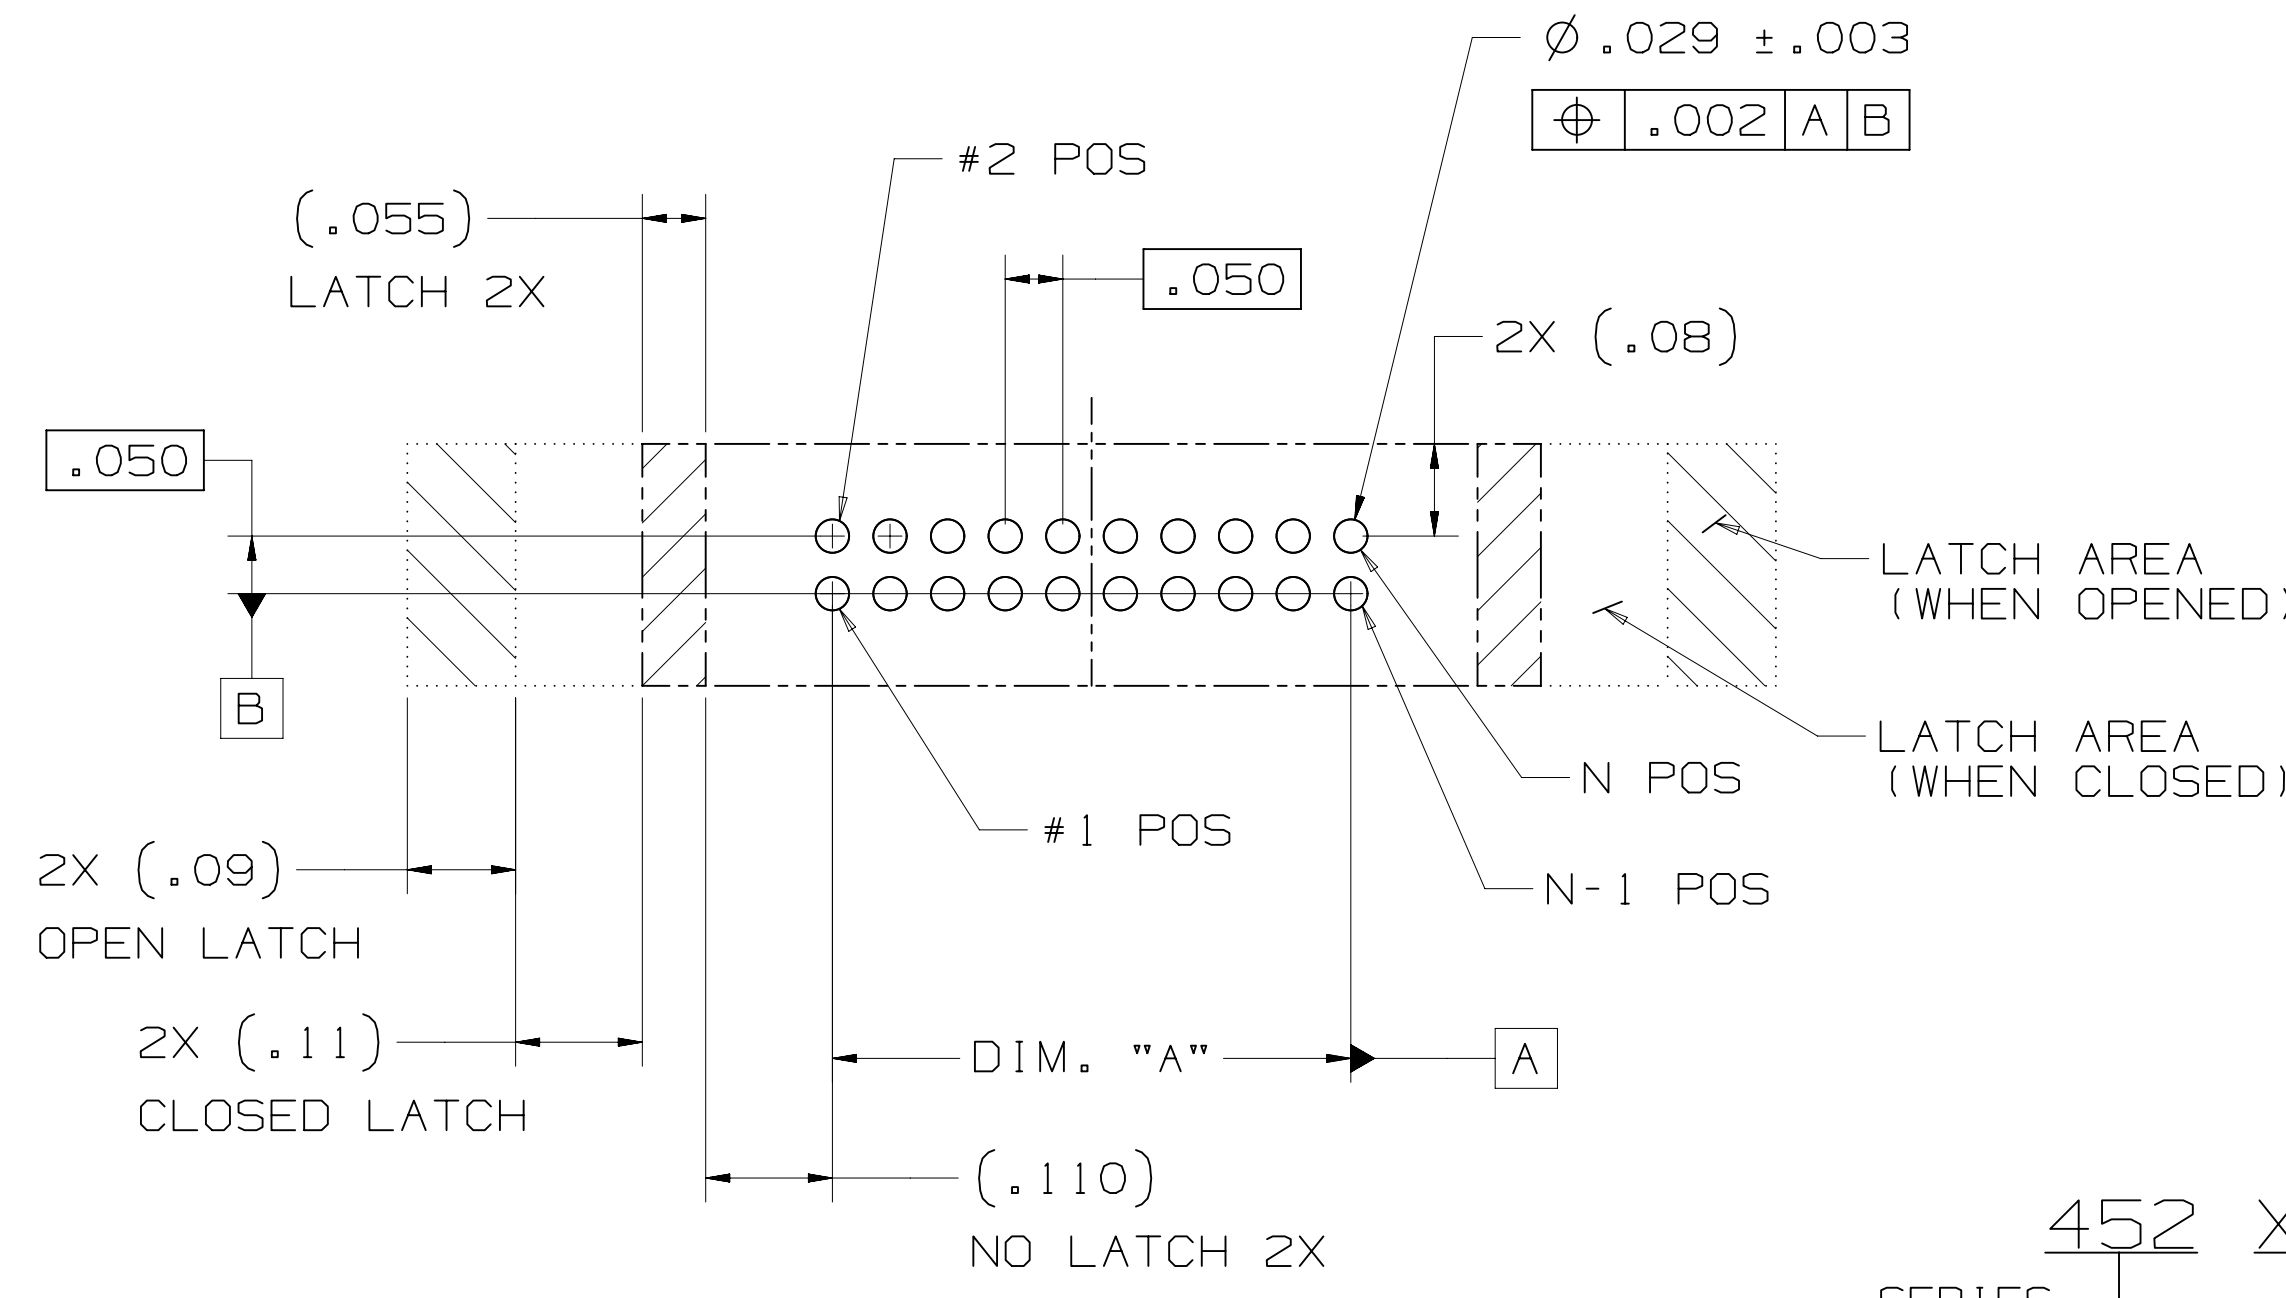 Ø .029 ±.003
⌖ .002 A B
#2 POS
(.055)
LATCH 2X
.050
2X (.08)
.050
LATCH AREA
(WHEN OPENED)
B
LATCH AREA
(WHEN CLOSED)
N POS
#1 POS
2X (.09)
OPEN LATCH
N-1 POS
2X (.11)
CLOSED LATCH
DIM. "A"
A
(.110)
NO LATCH 2X
452 X
SERIES